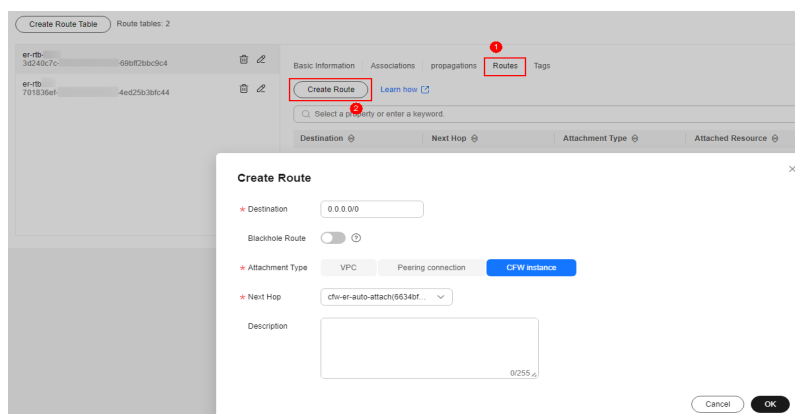 Create Route Table Route tables: 2
er-rtb-
3d240c7c- -69bff2bbc9c4
er-rtb
701836ef- -4ed25b3bfc44
1
Basic Information Associations propagations Routes Tags
Create Route Learn how
2
Select a property or enter a keyword.
Destination Next Hop Attachment Type Attached Resource
Create Route
* Destination 0.0.0.0/0
Blackhole Route
* Attachment Type VPC Peering connection CFW instance
* Next Hop cfw-er-auto-attach(6634bf...
Description
0/255
Cancel OK